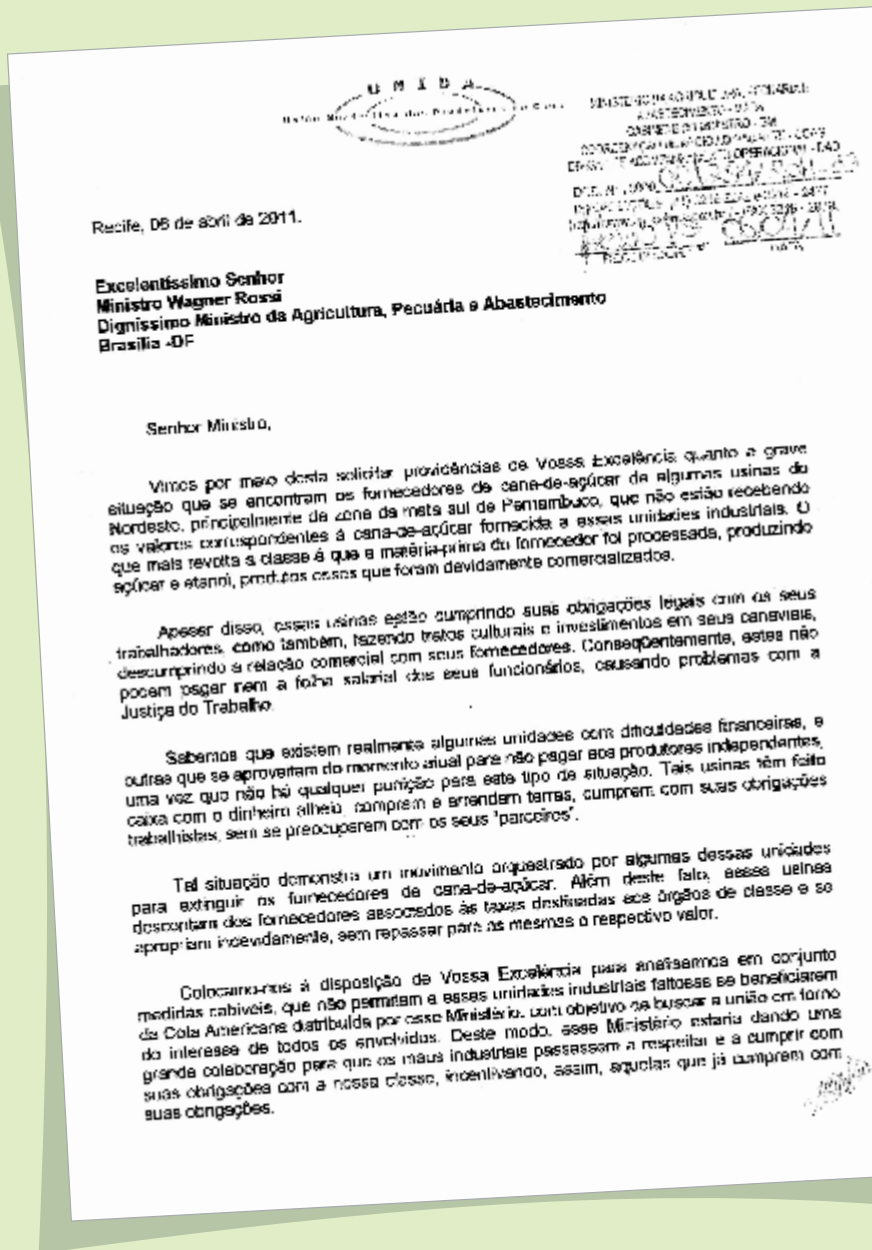 UNIDA
Recife, 06 de abril de 2011.
Excelentíssimo Senhor
Ministro Wagner Rossi
Digníssimo Ministro da Agricultura, Pecuária e Abastecimento
Brasília -DF
Senhor Ministro,
Vimos por meio desta solicitar providências de Vossa Excelência quanto a grave
situação que se encontram os fornecedores de cana-de-açúcar de algumas usinas do
Nordeste, principalmente da zona da mata sul de Pernambuco, que não estão recebendo
os valores correspondentes à cana-de-açúcar fornecida a essas unidades industriais. O
que mais revolta a classe é que a matéria-prima do fornecedor foi processada, produzindo
açúcar e etanol, produtos esses que foram devidamente comercializados.
Apesar disso, essas usinas estão cumprindo suas obrigações legais com os seus
trabalhadores, como também, fazendo tratos culturais e investimentos em seus canaviais,
descumprindo a relação comercial com seus fornecedores. Conseqüentemente, estes não
podem pagar nem a folha salarial dos seus funcionários, causando problemas com a
Justiça do Trabalho.
Sabemos que existem realmente algumas unidades com dificuldades financeiras, e
outras que se aproveitam do momento atual para não pagar aos produtores independentes,
uma vez que não há qualquer punição para este tipo de situação. Tais usinas têm feito
caixa com o dinheiro alheio, compram e arrendam terras, cumprem com suas obrigações
trabalhistas, sem se preocuparem com os seus "parceiros".
Tal situação demonstra um movimento orquestrado por algumas dessas unidades
para extinguir os fornecedores de cana-de-açúcar. Além deste fato, essas usinas
descontam dos fornecedores associados às taxas destinadas aos órgãos de classe e se
apropriam indevidamente, sem repassar para as mesmas o respectivo valor.
Colocamo-nos à disposição de Vossa Excelência para analisarmos em conjunto
medidas cabíveis, que não permitam a essas unidades industriais faltosas se beneficiarem
da Cota Americana distribuída por esse Ministério, com objetivo de buscar a união em torno
do interesse de todos os envolvidos. Deste modo, esse Ministério estaria dando uma
grande colaboração para que os maus industriais passassem a respeitar e a cumprir com
suas obrigações com a nossa classe, incentivando, assim, aquelas que já cumprem com
suas obrigações.